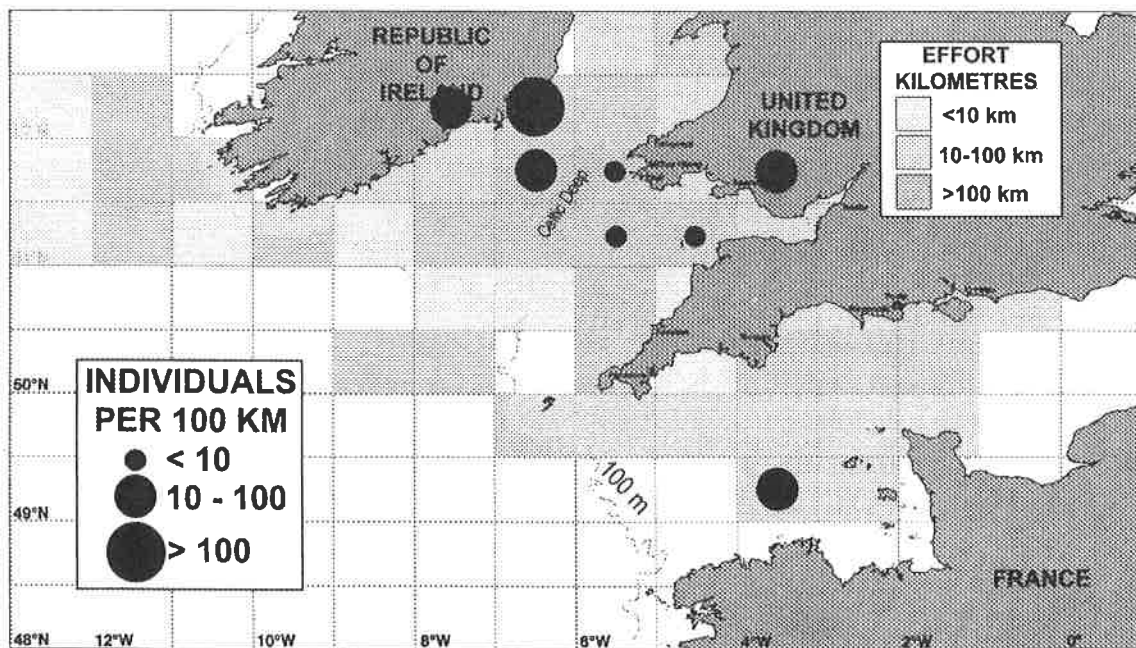 REPUBLIC
OF
IRELAND
UNITED
KINGDOM
EFFORT
KILOMETRES
<10 km
10-100 km
>100 km
Celtic Deep
50°N
INDIVIDUALS
PER 100 KM
< 10
10 - 100
> 100
100 m
49°N
FRANCE
48°N
12°W
10°W
8°W
6°W
4°W
2°W
0°